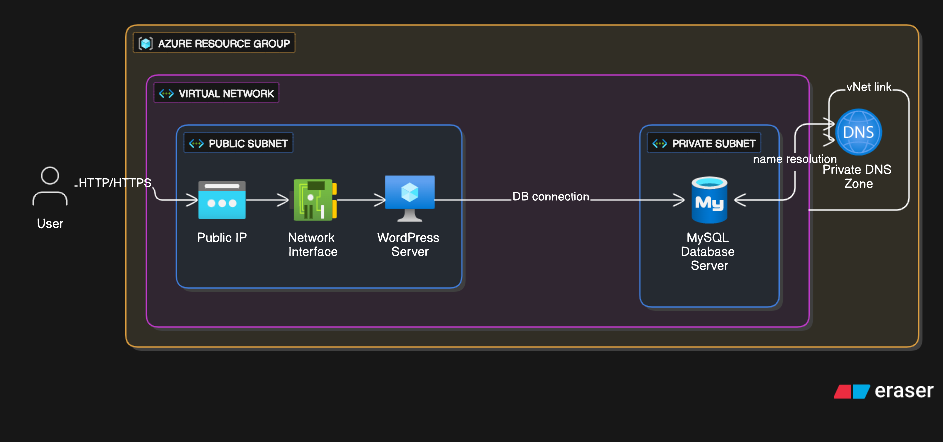 AZURE RESOURCE GROUP
VIRTUAL NETWORK
vNet link
PUBLIC SUBNET
PRIVATE SUBNET
DNS
name resolution
Private DNS
Zone
HTTP/HTTPS
User
Public IP
Network
Interface
WordPress
Server
DB connection
My
MySQL
Database
Server
eraser